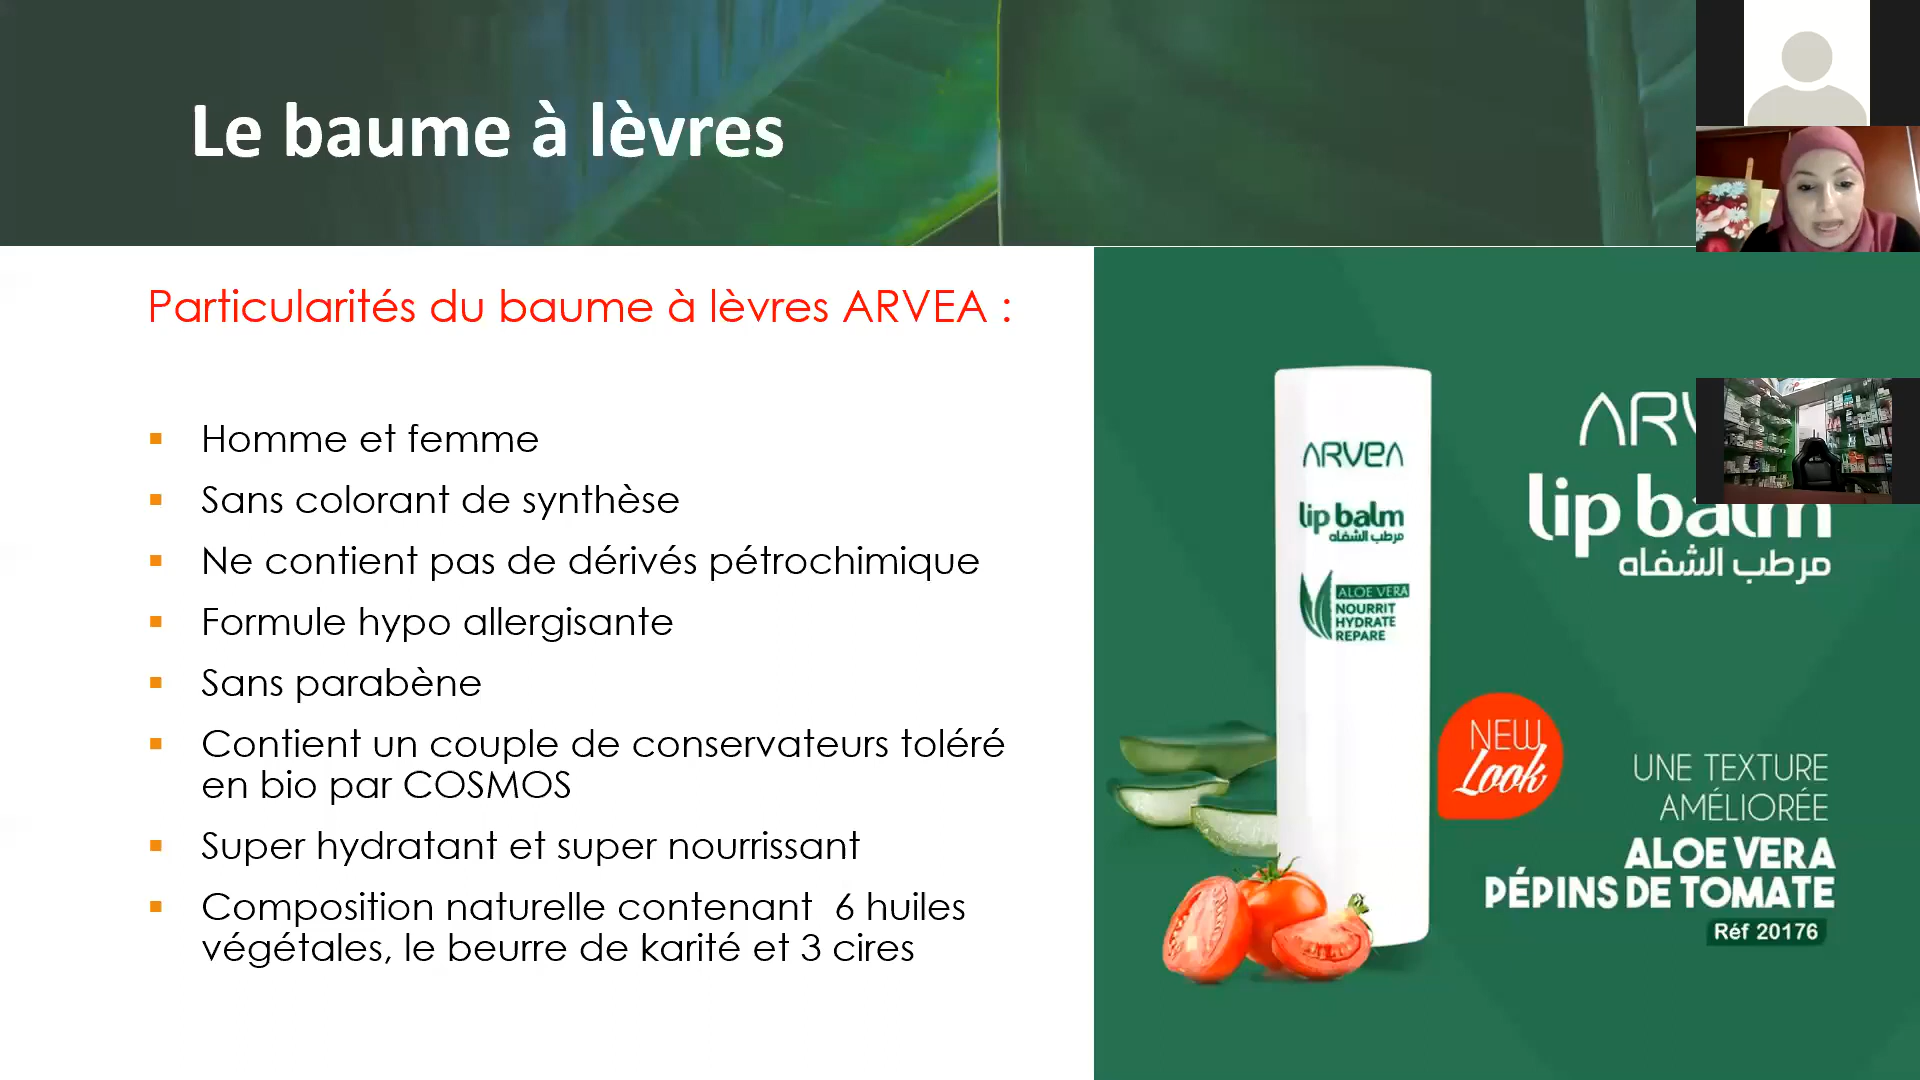 Le baume à lèvres
Particularités du baume à lèvres ARVEA :
Homme et femme
Sans colorant de synthèse
Ne contient pas de dérivés pétrochimique
Formule hypo allergisante
Sans parabène
Contient un couple de conservateurs toléré
en bio par COSMOS
Super hydratant et super nourrissant
Composition naturelle contenant 6 huiles
végétales, le beurre de karité et 3 cires
ARVEA
lip balm
مرطب الشفاه
ALOE VERA
NOURRIT
HYDRATE
REPARE
lip balm
مرطب الشفاه
NEW
Look
UNE TEXTURE
AMÉLIORÉE
ALOE VERA
PÉPINS DE TOMATE
Réf 20176